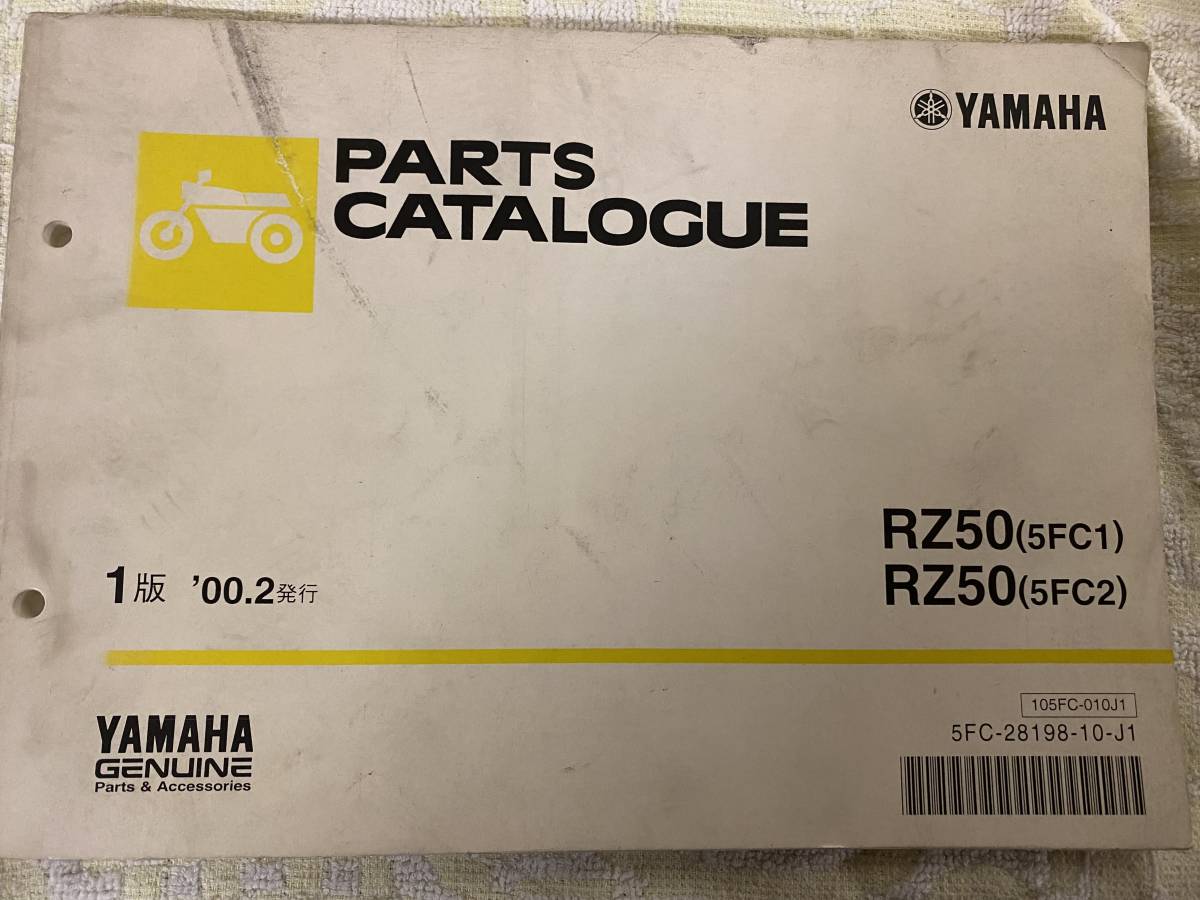 YAMAHA
PARTS
CATALOGUE
RZ50(5FC1)
RZ50(5FC2)
1版 '00.2発行
105FC-010J1
5FC-28198-10-J1
YAMAHA
GENUINE
Parts & Accessories